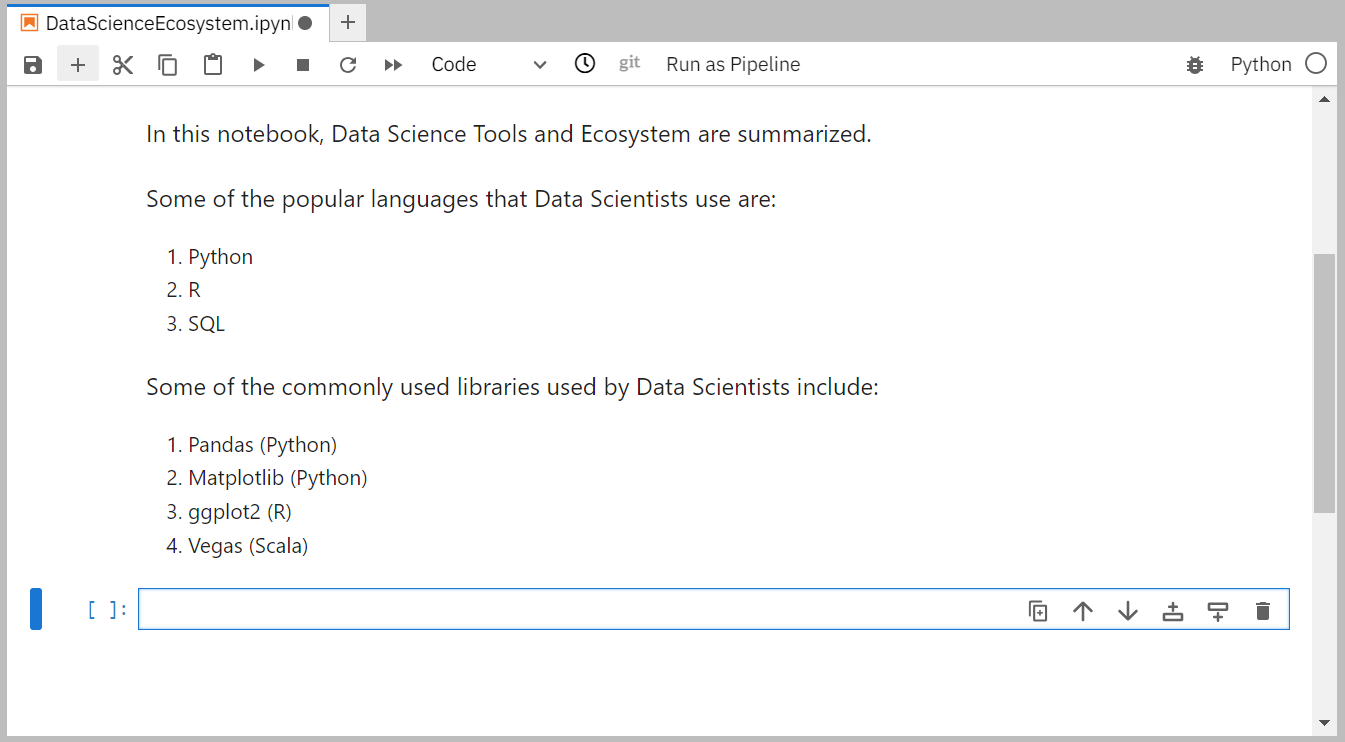 DataScienceEcosystem.ipyn
Code git Run as Pipeline Python
In this notebook, Data Science Tools and Ecosystem are summarized.
Some of the popular languages that Data Scientists use are:
1. Python
2. R
3. SQL
Some of the commonly used libraries used by Data Scientists include:
1. Pandas (Python)
2. Matplotlib (Python)
3. ggplot2 (R)
4. Vegas (Scala)
[ ]: